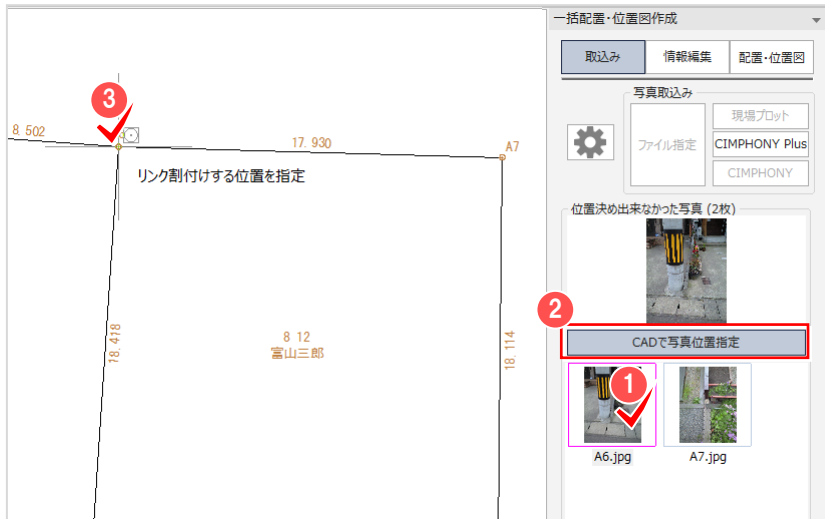 一括配置・位置図作成
取込み
情報編集
配置・位置図
写真取込み
ファイル指定
現場プロット
CIMPHONY Plus
CIMPHONY
位置決め出来なかった写真 (2枚)
2
CADで写真位置指定
1
A6.jpg
A7.jpg
3
8.502
17.930
A7
リンク割付けする位置を指定
18.418
8 12
富山三郎
18.114